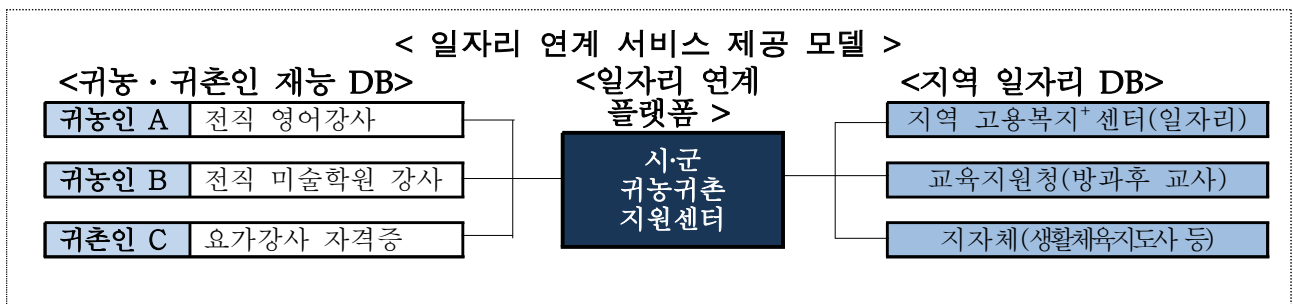 < 일자리 연계 서비스 제공 모델 >
<귀농・귀촌인 재능 DB>
귀농인 A 전직 영어강사
귀농인 B 전직 미술학원 강사
귀촌인 C 요가강사 자격증
<일자리 연계
플랫폼 >
시·군
귀농귀촌
지원센터
<지역 일자리 DB>
지역 고용복지⁺센터(일자리)
교육지원청(방과후 교사)
지자체(생활체육지도사 등)